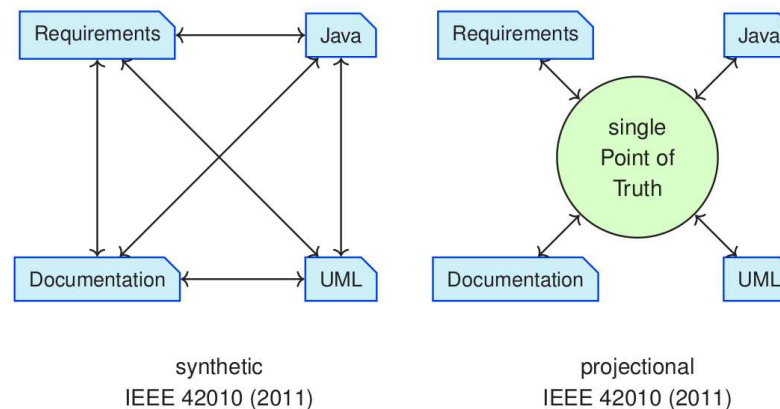 Requirements
Java
Documentation
UML
synthetic
IEEE 42010 (2011)
Requirements
Java
single
Point of
Truth
Documentation
UML
projectional
IEEE 42010 (2011)